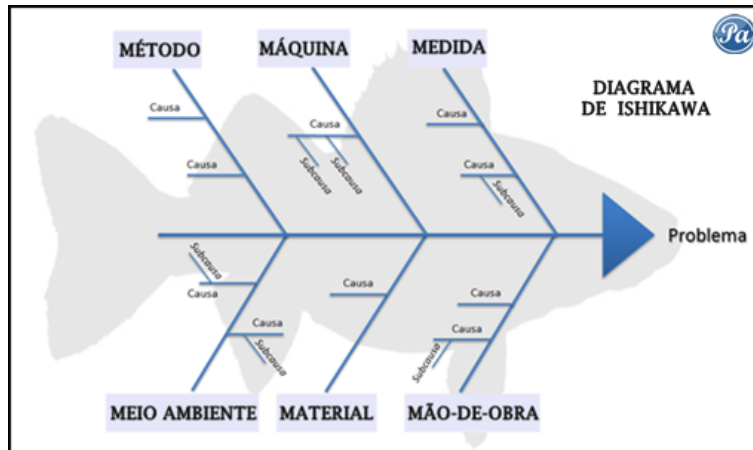 Pa
MÉTODO
MÁQUINA
MEDIDA
DIAGRAMA
DE ISHIKAWA
Causa
Causa
Causa
Subcausa
Subcausa
Causa
Causa
Subcausa
Problema
Subcausa
Causa
Causa
Subcausa
Causa
Causa
Causa
Subcausa
MEIO AMBIENTE
MATERIAL
MÃO-DE-OBRA